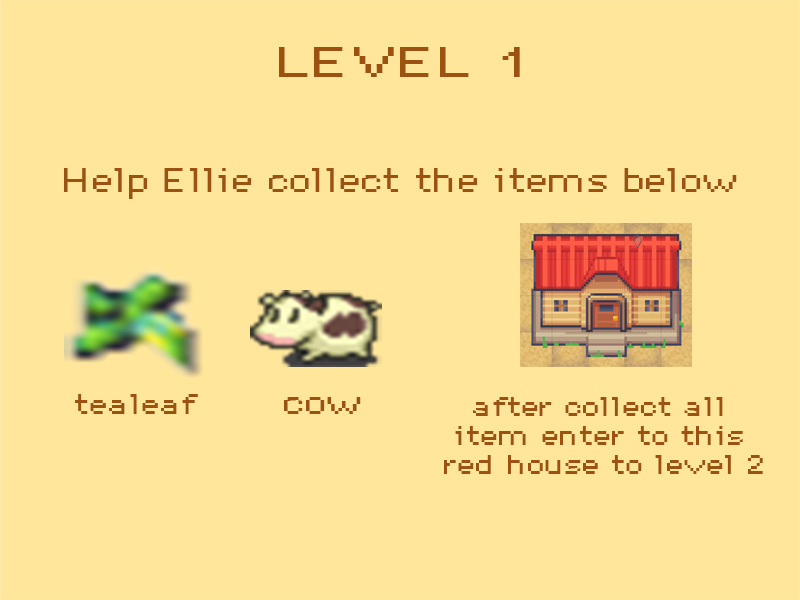 LEVEL 1
Help Ellie collect the items below
tealeaf
cow
after collect all
item enter to this
red house to level 2